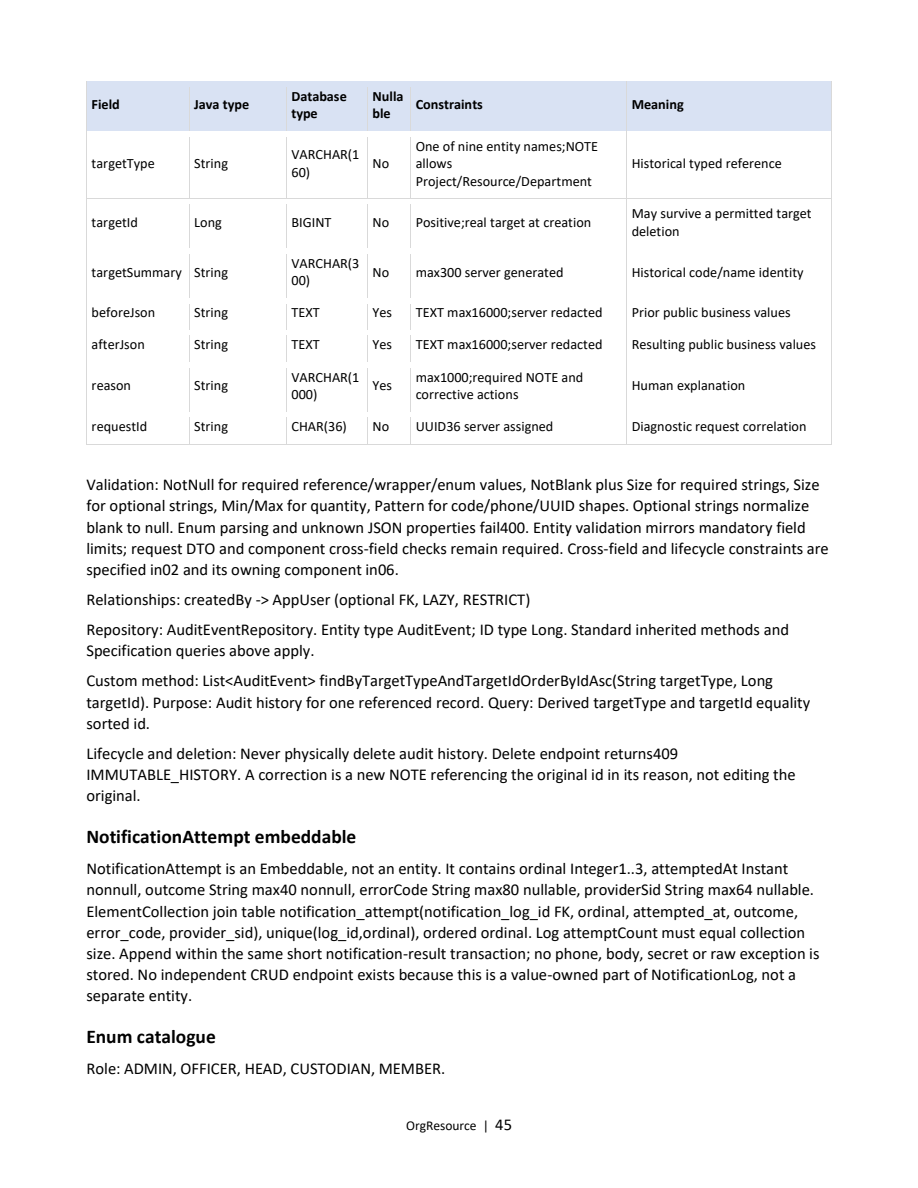 Field Java type Database type Nulla ble Constraints Meaning
targetType String VARCHAR(1 60) No One of nine entity names;NOTE allows Project/Resource/Department Historical typed reference
targetId Long BIGINT No Positive;real target at creation May survive a permitted target deletion
targetSummary String VARCHAR(3 00) No max300 server generated Historical code/name identity
beforeJson String TEXT Yes TEXT max16000;server redacted Prior public business values
afterJson String TEXT Yes TEXT max16000;server redacted Resulting public business values
reason String VARCHAR(1 000) Yes max1000;required NOTE and corrective actions Human explanation
requestId String CHAR(36) No UUID36 server assigned Diagnostic request correlation
Validation: NotNull for required reference/wrapper/enum values, NotBlank plus Size for required strings, Size
for optional strings, Min/Max for quantity, Pattern for code/phone/UUID shapes. Optional strings normalize
blank to null. Enum parsing and unknown JSON properties fail400. Entity validation mirrors mandatory field
limits; request DTO and component cross-field checks remain required. Cross-field and lifecycle constraints are
specified in02 and its owning component in06.
Relationships: createdBy -> AppUser (optional FK, LAZY, RESTRICT)
Repository: AuditEventRepository. Entity type AuditEvent; ID type Long. Standard inherited methods and
Specification queries above apply.
Custom method: List<AuditEvent> findByTargetTypeAndTargetIdOrderByIdAsc(String targetType, Long
targetId). Purpose: Audit history for one referenced record. Query: Derived targetType and targetId equality
sorted id.
Lifecycle and deletion: Never physically delete audit history. Delete endpoint returns409
IMMUTABLE_HISTORY. A correction is a new NOTE referencing the original id in its reason, not editing the
original.
NotificationAttempt embeddable
NotificationAttempt is an Embeddable, not an entity. It contains ordinal Integer1..3, attemptedAt Instant
nonnull, outcome String max40 nonnull, errorCode String max80 nullable, providerSid String max64 nullable.
ElementCollection join table notification_attempt(notification_log_id FK, ordinal, attempted_at, outcome,
error_code, provider_sid), unique(log_id,ordinal), ordered ordinal. Log attemptCount must equal collection
size. Append within the same short notification-result transaction; no phone, body, secret or raw exception is
stored. No independent CRUD endpoint exists because this is a value-owned part of NotificationLog, not a
separate entity.
Enum catalogue
Role: ADMIN, OFFICER, HEAD, CUSTODIAN, MEMBER.
OrgResource | 45